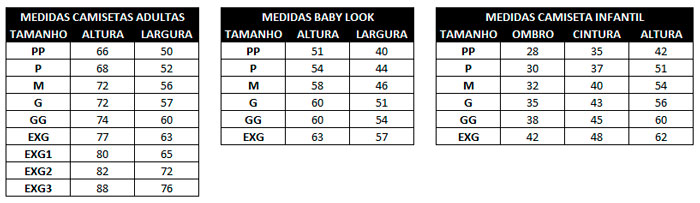 MEDIDAS CAMISETAS ADULTAS
TAMANHO ALTURA LARGURA
PP 66 50
P 68 52
M 72 56
G 72 57
GG 74 60
EXG 77 63
EXG1 80 65
EXG2 82 72
EXG3 88 76
MEDIDAS BABY LOOK
TAMANHO ALTURA LARGURA
PP 51 40
P 54 44
M 58 46
G 60 51
GG 60 54
EXG 63 57
MEDIDAS CAMISETA INFANTIL
TAMANHO OMBRO CINTURA ALTURA
PP 28 35 42
P 30 37 51
M 32 40 54
G 35 43 56
GG 38 45 60
EXG 42 48 62